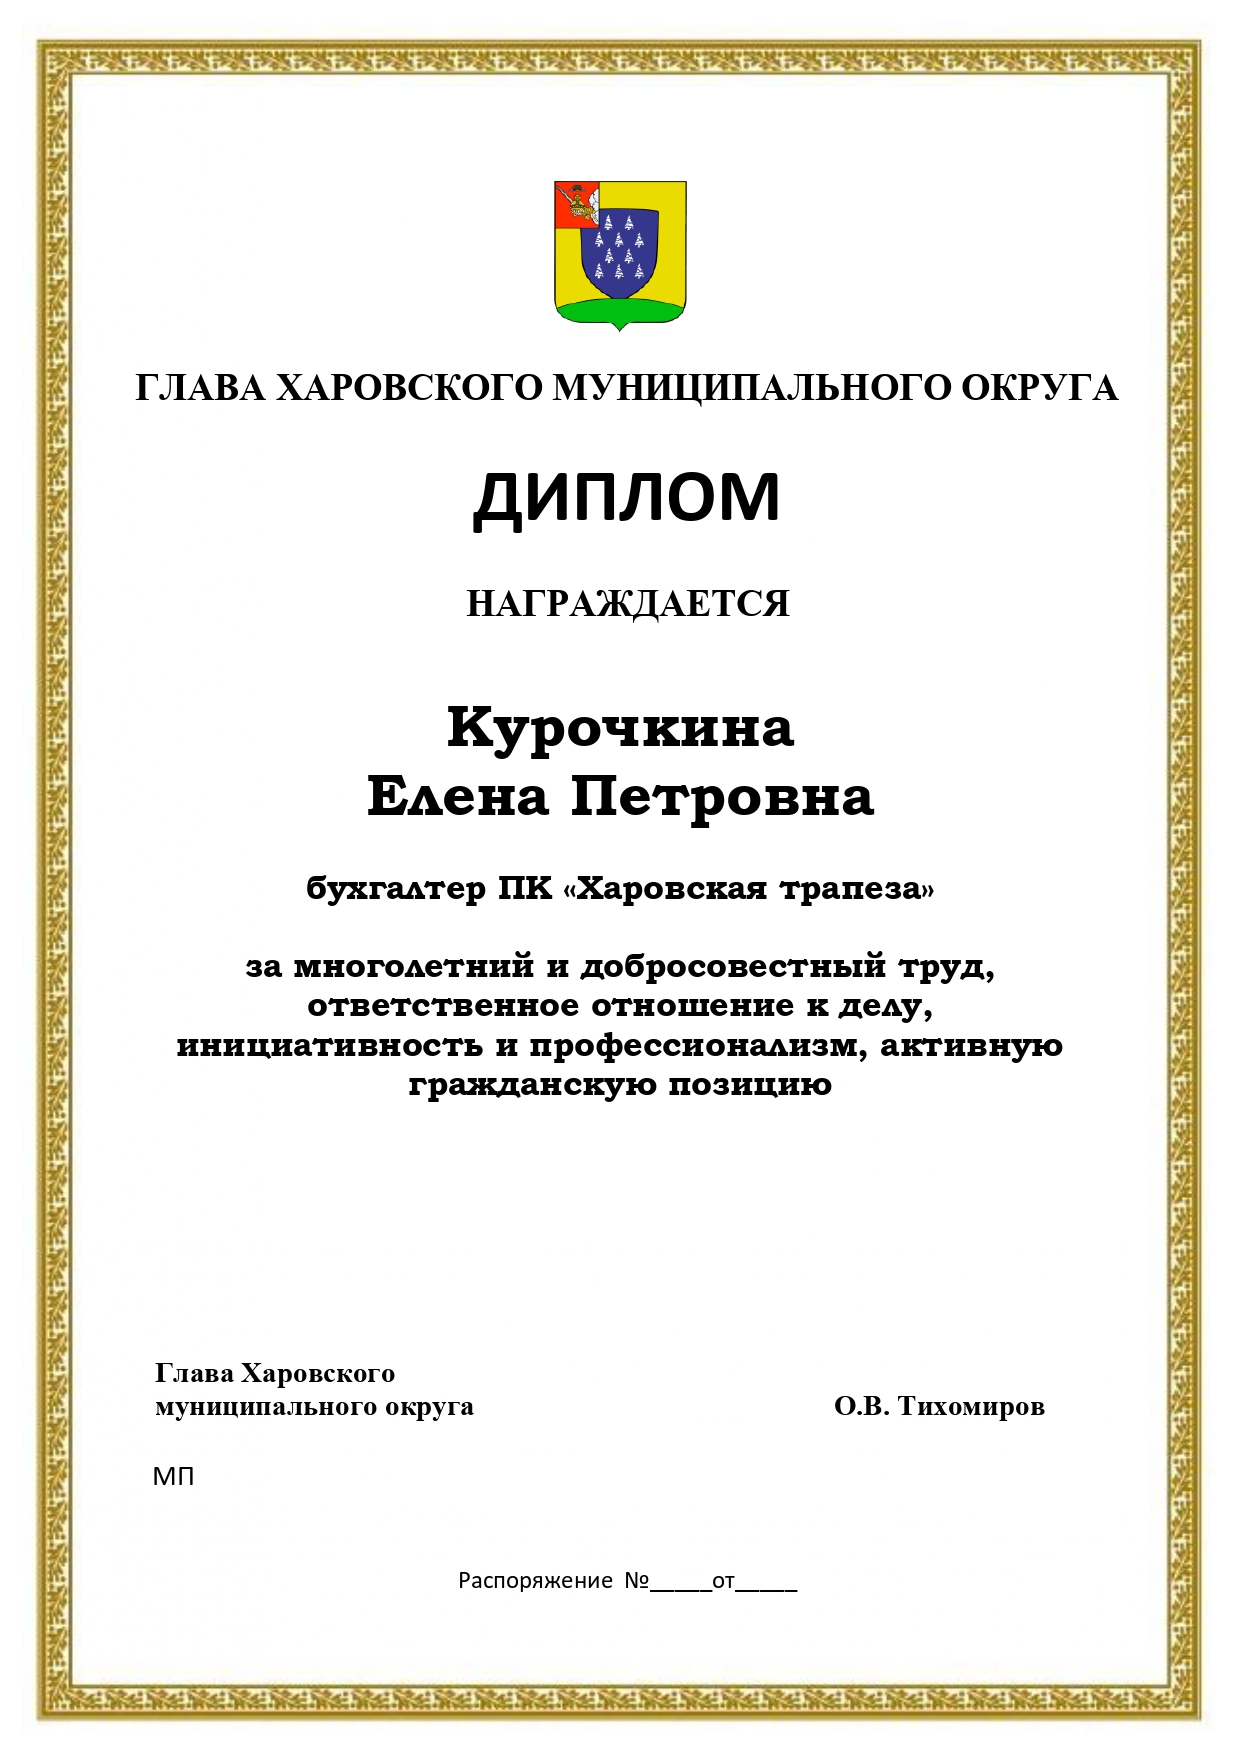 ГЛАВА ХАРОВСКОГО МУНИЦИПАЛЬНОГО ОКРУГА
ДИПЛОМ
НАГРАЖДАЕТСЯ
Курочкина
Елена Петровна
бухгалтер ПК «Харовская трапеза»
за многолетний и добросовестный труд,
ответственное отношение к делу,
инициативность и профессионализм, активную
гражданскую позицию
Глава Харовского
муниципального округа О.В. Тихомиров
МП
Распоряжение №_____от_____